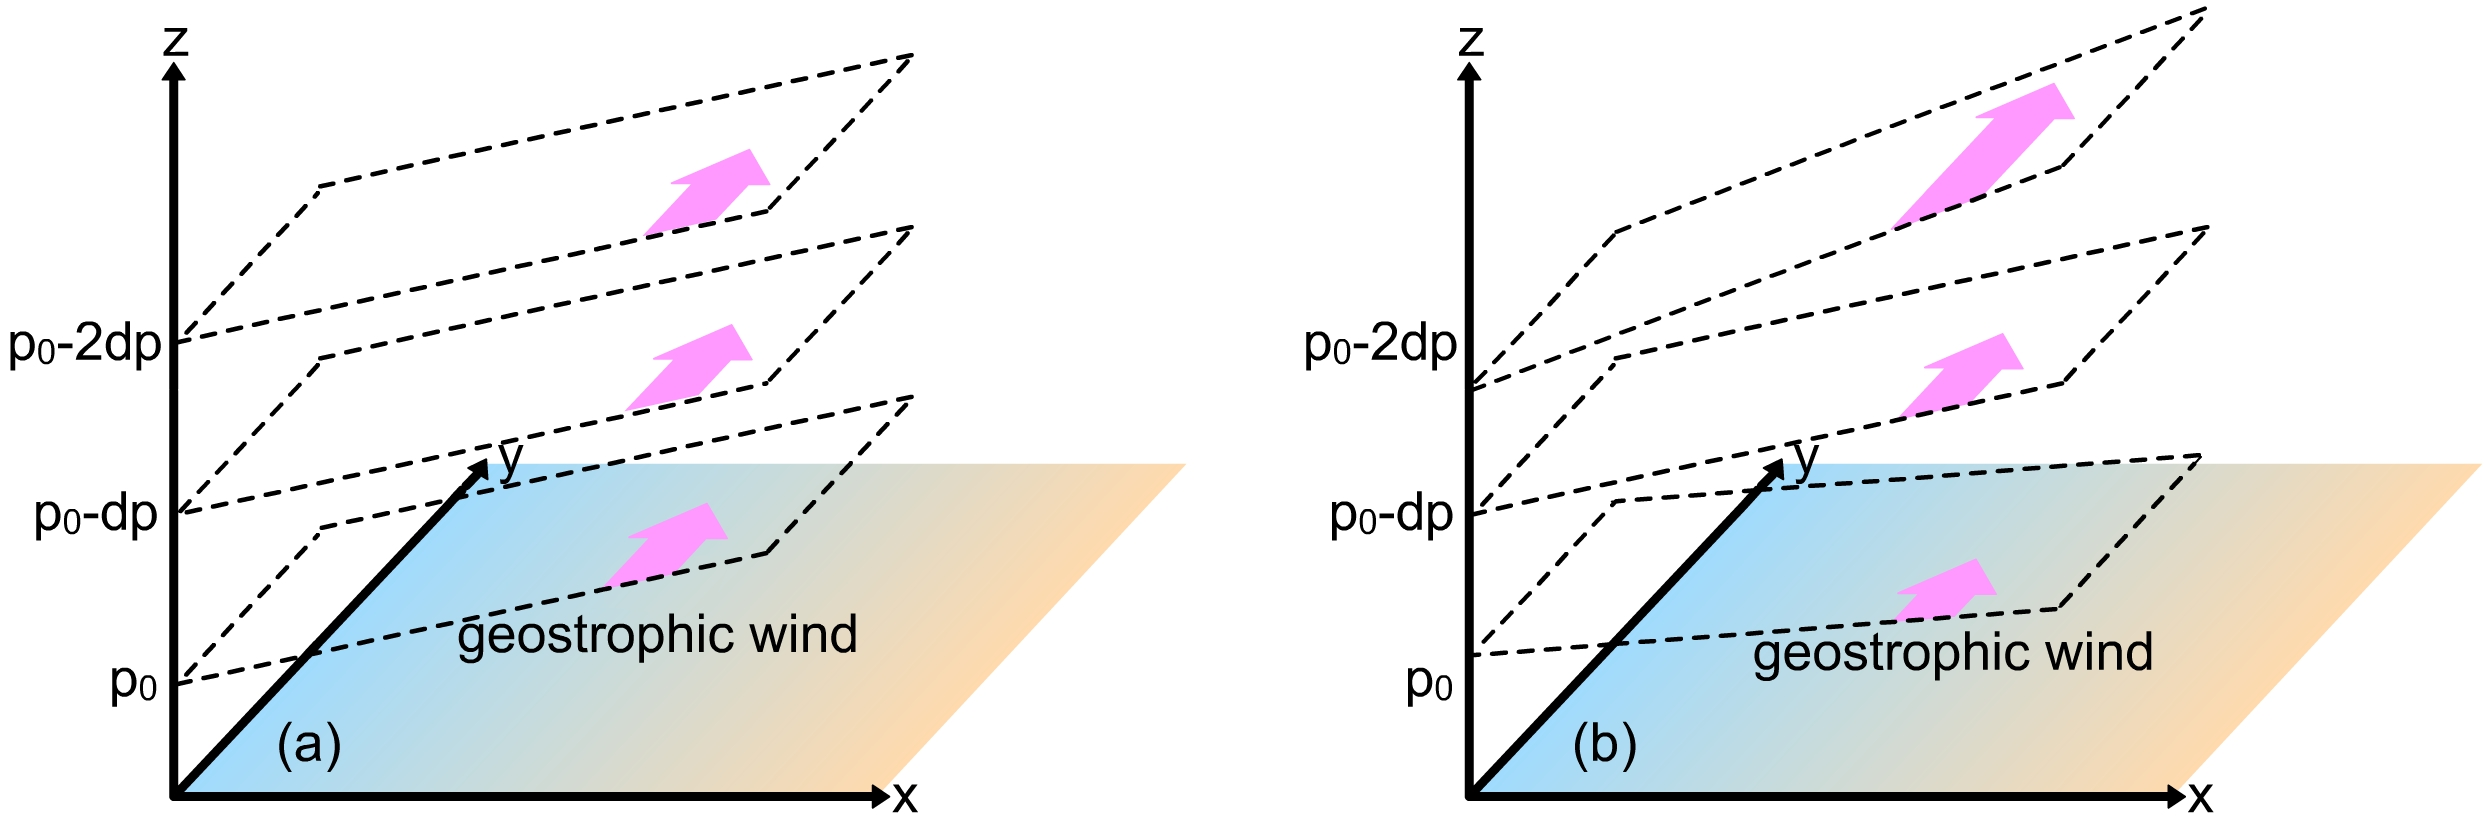 z
p₀-2dp
p₀-dp
y
p₀
geostrophic wind
(a)
x
z
p₀-2dp
p₀-dp
y
p₀
geostrophic wind
(b)
x